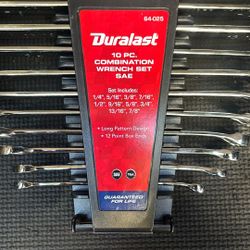 64-025
Duralast
10 PC.
COMBINATION
WRENCH SET
SAE
Set Includes:
1/4", 5/16", 3/8", 7/16",
1/2", 9/16", 5/8", 3/4",
13/16", 7/8"
• Long Pattern Design
• 12 Point Box Ends
GUARANTEED
FOR LIFE